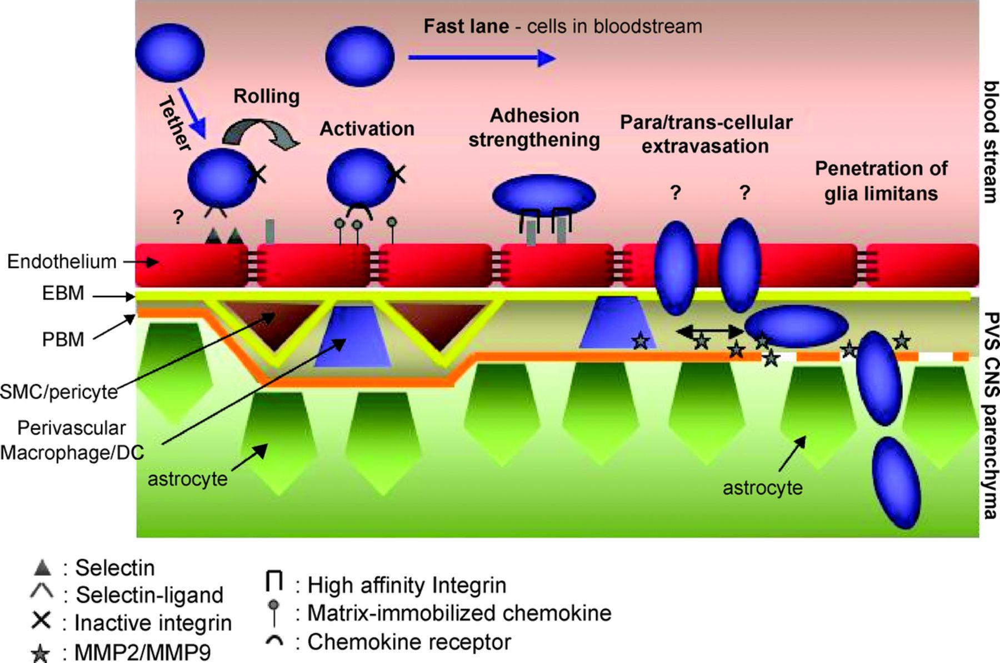 Fast lane - cells in bloodstream
Tether
Rolling
Activation
Adhesion
strengthening
Para/trans-cellular
extravasation
Penetration of
glia limitans
?
?
?
blood stream
Endothelium
EBM
PBM
SMC/pericyte
Perivascular
Macrophage/DC
astrocyte
astrocyte
PVS CNS parenchyma
: Selectin
: Selectin-ligand
: Inactive integrin
: MMP2/MMP9
: High affinity Integrin
: Matrix-immobilized chemokine
: Chemokine receptor